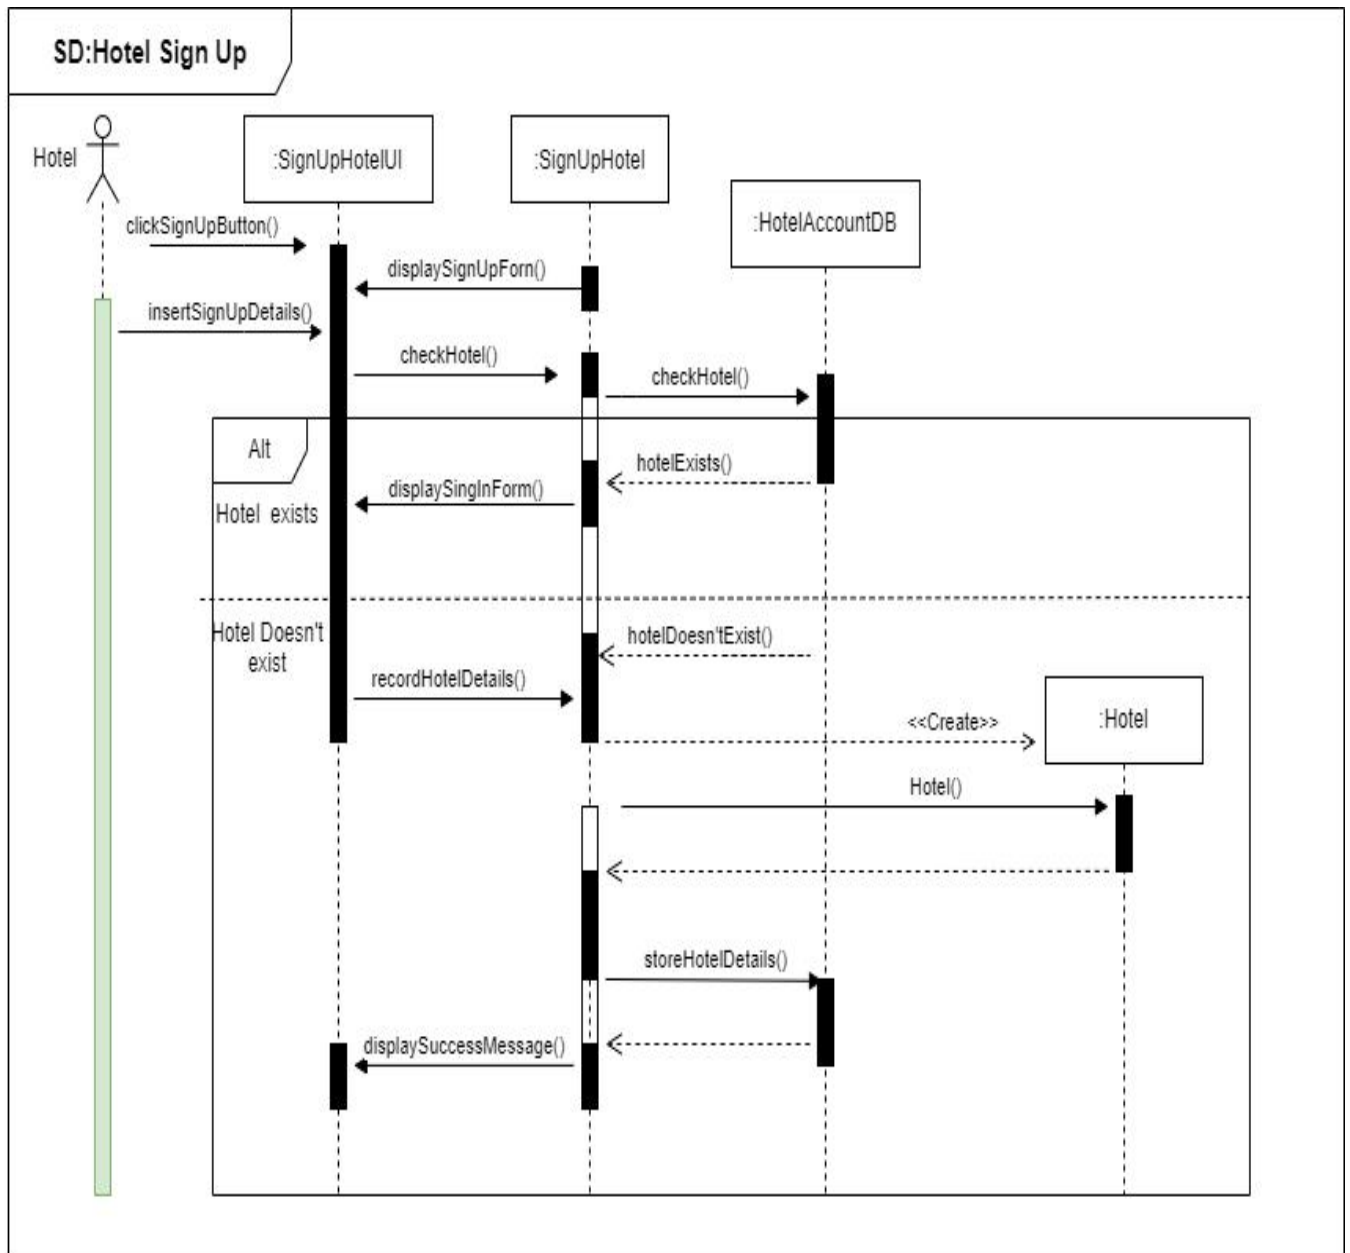 SD:Hotel Sign Up
Hotel
:SignUpHotelUI
:SignUpHotel
:HotelAccountDB
clickSignUpButton()
displaySignUpForn()
insertSignUpDetails()
checkHotel()
checkHotel()
Alt
hotelExists()
displaySingInForm()
Hotel exists
Hotel Doesn't
exist
hotelDoesn'tExist()
recordHotelDetails()
<<Create>>
:Hotel
Hotel()
storeHotelDetails()
displaySuccessMessage()